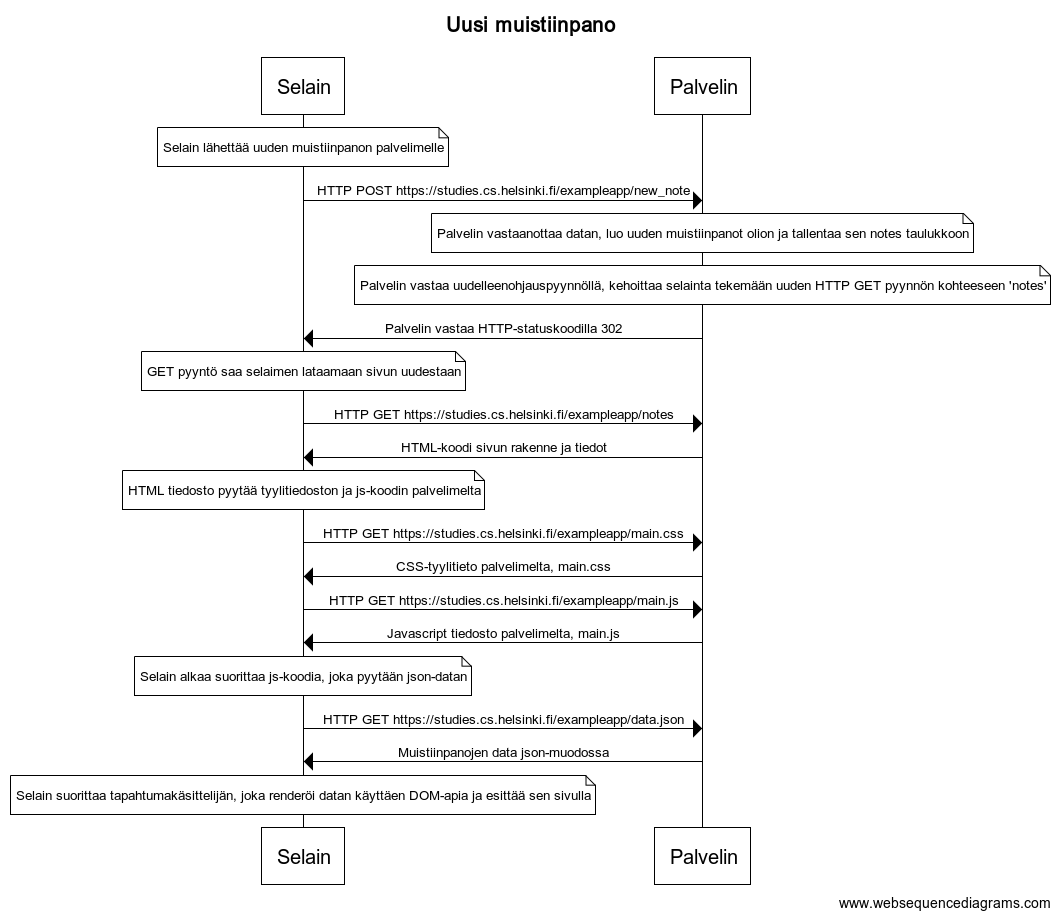 Uusi muistiinpano
Selain
Palvelin
Selain lähettää uuden muistiinpanon palvelimelle
HTTP POST https://studies.cs.helsinki.fi/exampleapp/new_note
Palvelin vastaanottaa datan, luo uuden muistiinpanot olion ja tallentaa sen notes taulukkoon
Palvelin vastaa uudelleenohjauspyynnöllä, kehoittaa selainta tekemään uuden HTTP GET pyynnön kohteeseen 'notes'
Palvelin vastaa HTTP-statuskoodilla 302
GET pyyntö saa selaimen lataamaan sivun uudestaan
HTTP GET https://studies.cs.helsinki.fi/exampleapp/notes
HTML-koodi sivun rakenne ja tiedot
HTML tiedosto pyytää tyylitiedoston ja js-koodin palvelimelta
HTTP GET https://studies.cs.helsinki.fi/exampleapp/main.css
CSS-tyylitieto palvelimelta, main.css
HTTP GET https://studies.cs.helsinki.fi/exampleapp/main.js
Javascript tiedosto palvelimelta, main.js
Selain alkaa suorittaa js-koodia, joka pyytään json-datan
HTTP GET https://studies.cs.helsinki.fi/exampleapp/data.json
Muistiinpanojen data json-muodossa
Selain suorittaa tapahtumakäsittelijän, joka renderöi datan käyttäen DOM-apia ja esittää sen sivulla
Selain
Palvelin
www.websequencediagrams.com